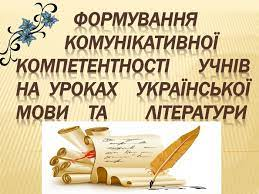 ФОРМУВАННЯ
КОМУНІКАТИВНОЇ
КОМПЕТЕНТНОСТІ УЧНІВ
НА УРОКАХ УКРАЇНСЬКОЇ
МОВИ ТА ЛІТЕРАТУРИ